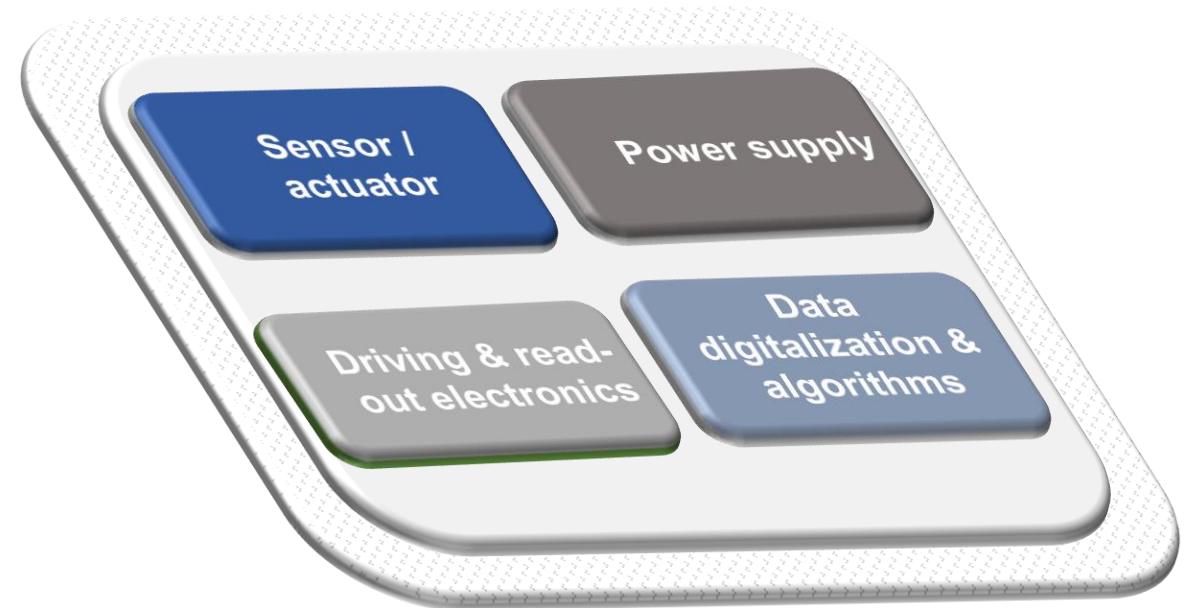 Sensor /
actuator
Power supply
Driving & read-
out electronics
Data
digitalization &
algorithms